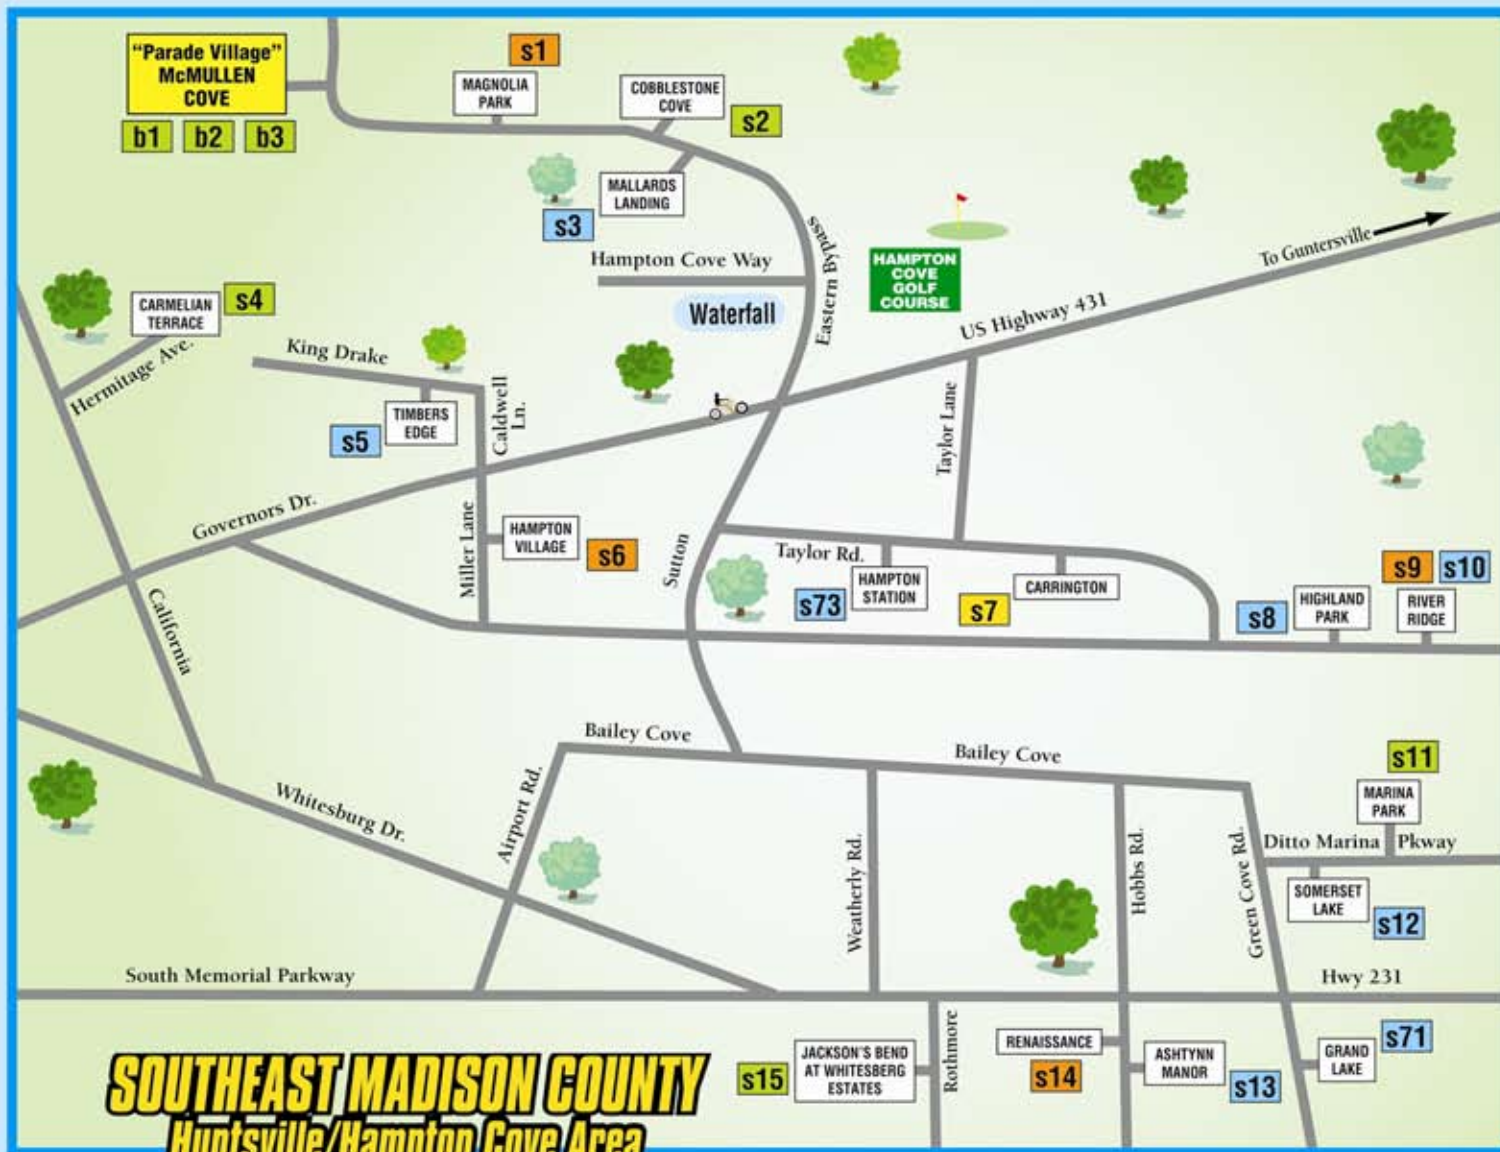 "Parade Village"
McMULLEN
COVE
b1 b2 b3
s1
MAGNOLIA
PARK
COBBLESTONE
COVE
s2
MALLARDS
LANDING
s3
Hampton Cove Way
Waterfall
Eastern Bypass
HAMPTON
COVE
GOLF
COURSE
To Guntersville
US Highway 431
CARMELIAN
TERRACE
s4
Hermitage Ave.
King Drake
TIMBERS
EDGE
s5
Caldwell
Ln.
Taylor Lane
Governors Dr.
Miller Lane
HAMPTON
VILLAGE
s6
Sutton
Taylor Rd.
HAMPTON
STATION
s73
CARRINGTON
s7
s8
HIGHLAND
PARK
s9 s10
RIVER
RIDGE
California
Bailey Cove
Bailey Cove
s11
MARINA
PARK
Whitesburg Dr.
Airport Rd.
Weatherly Rd.
Hobbs Rd.
Green Cove Rd.
Ditto Marina Pkway
SOMERSET
LAKE
s12
South Memorial Parkway
Hwy 231
SOUTHEAST MADISON COUNTY
Huntsville/Hampton Cove Area
s15
JACKSON'S BEND
AT WHITESBERG
ESTATES
Rothmore
RENAISSANCE
s14
ASHTYNN
MANOR
s13
GRAND
LAKE
s71